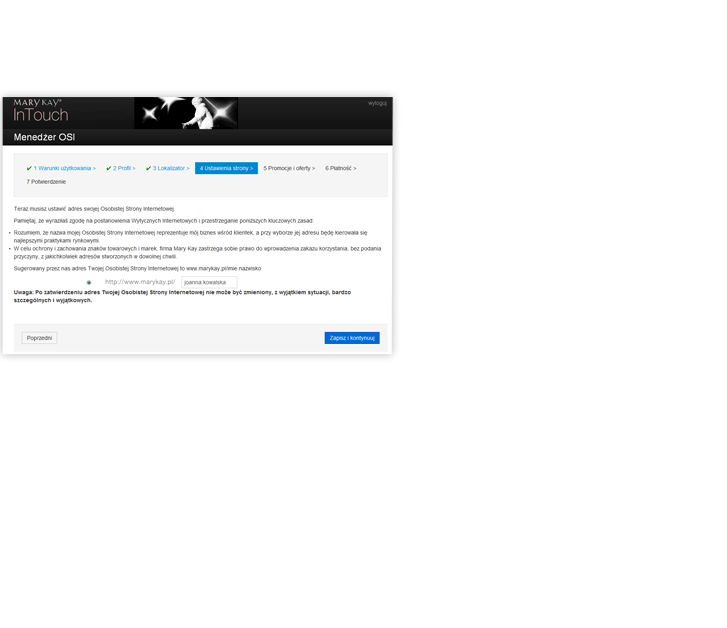 MARY KAY®
InTouch
wyloguj
Menedżer OSI
✔ 1 Warunki użytkowania > ✔ 2 Profil > ✔ 3 Lokalizator > 4 Ustawienia strony > 5 Promocje i oferty > 6 Płatność >
7 Potwierdzenie
Teraz musisz ustawić adres swojej Osobistej Strony Internetowej.
Pamiętaj, że wyraziłaś zgodę na postanowienia Wytycznych Internetowych i przestrzeganie poniższych kluczowych zasad:
• Rozumiem, że nazwa mojej Osobistej Strony Internetowej reprezentuje mój biznes wśród klientek, a przy wyborze jej adresu będę kierowała się
najlepszymi praktykami rynkowymi.
• W celu ochrony i zachowania znaków towarowych i marek, firma Mary Kay zastrzega sobie prawo do wprowadzenia zakazu korzystania, bez podania
przyczyny, z jakichkolwiek adresów stworzonych w dowolnej chwili.
Sugerowany przez nas adres Twojej Osobistej Strony Internetowej to www.marykay.pl/imie nazwisko
http://www.marykay.pl/ joanna.kowalska
Uwaga: Po zatwierdzeniu adres Twojej Osobistej Strony Internetowej nie może być zmieniony, z wyjątkiem sytuacji, bardzo
szczególnych i wyjątkowych.
Poprzedni Zapisz i kontynuuj